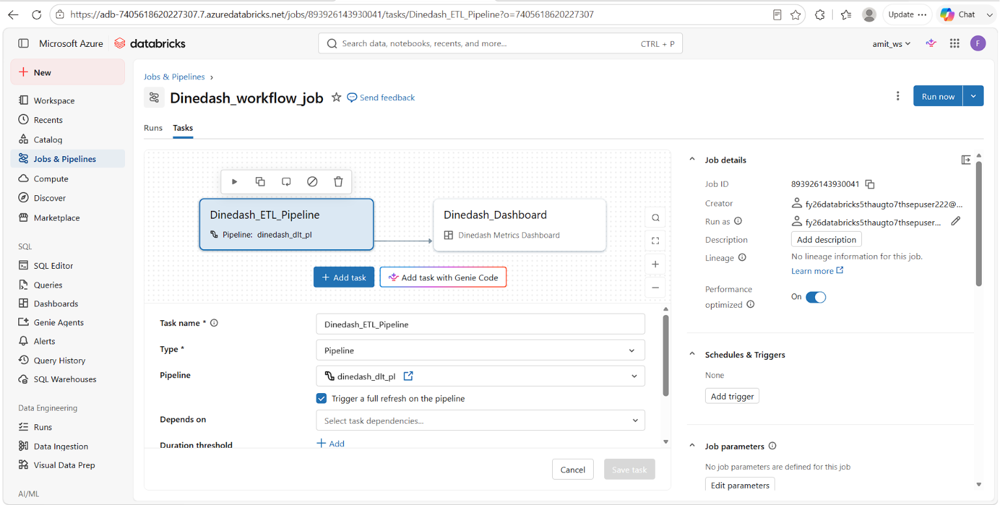 https://adb-7405618620227307.7.azuredatabricks.net/jobs/893926143930041/tasks/Dinedash_ETL_Pipeline?o=7405618620227307
Update ···
Chat
Microsoft Azure
databricks
Search data, notebooks, recents, and more...
CTRL + P
amit_ws
F
New
Workspace
Recents
Catalog
Jobs & Pipelines
Compute
Discover
Marketplace
SQL
SQL Editor
Queries
Dashboards
Genie Agents
Alerts
Query History
SQL Warehouses
Data Engineering
Runs
Data Ingestion
Visual Data Prep
AI/ML
Jobs & Pipelines ›
Dinedash_workflow_job
Send feedback
Run now
Runs
Tasks
Dinedash_ETL_Pipeline
Pipeline: dinedash_dlt_pl
Dinedash_Dashboard
Dinedash Metrics Dashboard
+ Add task
Add task with Genie Code
Task name *
Dinedash_ETL_Pipeline
Type *
Pipeline
Pipeline
dinedash_dlt_pl
Trigger a full refresh on the pipeline
Depends on
Select task dependencies...
Duration threshold
+ Add
Cancel
Save task
Job details
Job ID
893926143930041
Creator
fy26databricks5thaugto7thsepuser222@...
Run as
fy26databricks5thaugto7thsepuser...
Description
Add description
Lineage
No lineage information for this job.
Learn more
Performance
optimized
On
Schedules & Triggers
None
Add trigger
Job parameters
No job parameters are defined for this job
Edit parameters